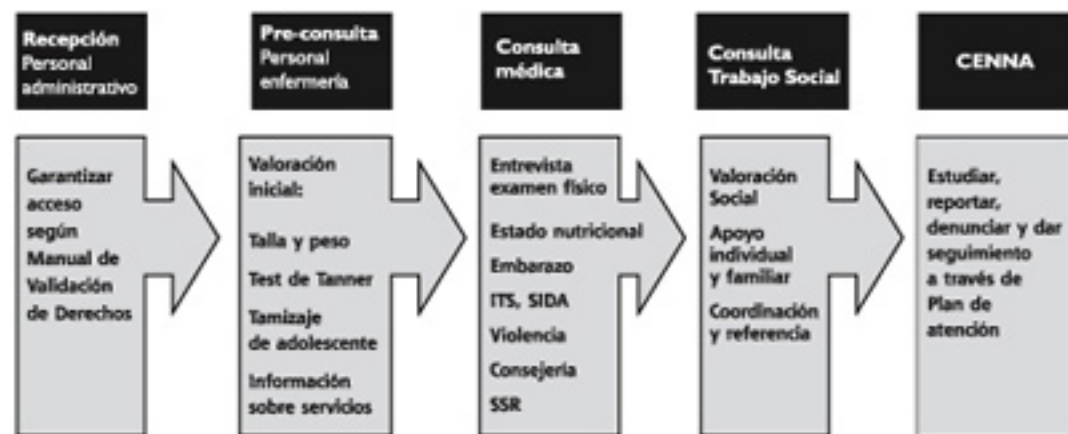 Recepción
Personal
administrativo
Pre-consulta
Personal
enfermería
Consulta
médica
Consulta
Trabajo Social
CENNA
Garantizar
acceso
según
Manual de
Validación
de Derechos
Valoración
inicial:
Talla y peso
Test de Tanner
Tamizaje
de adolescente
Información
sobre servicios
Entrevista
examen físico
Estado nutricional
Embarazo
ITS, SIDA
Violencia
Consejería
SSR
Valoración
Social
Apoyo
individual
y familiar
Coordinación
y referencia
Estudiar,
reportar,
denunciar y dar
seguimiento
a través de
Plan de
atención